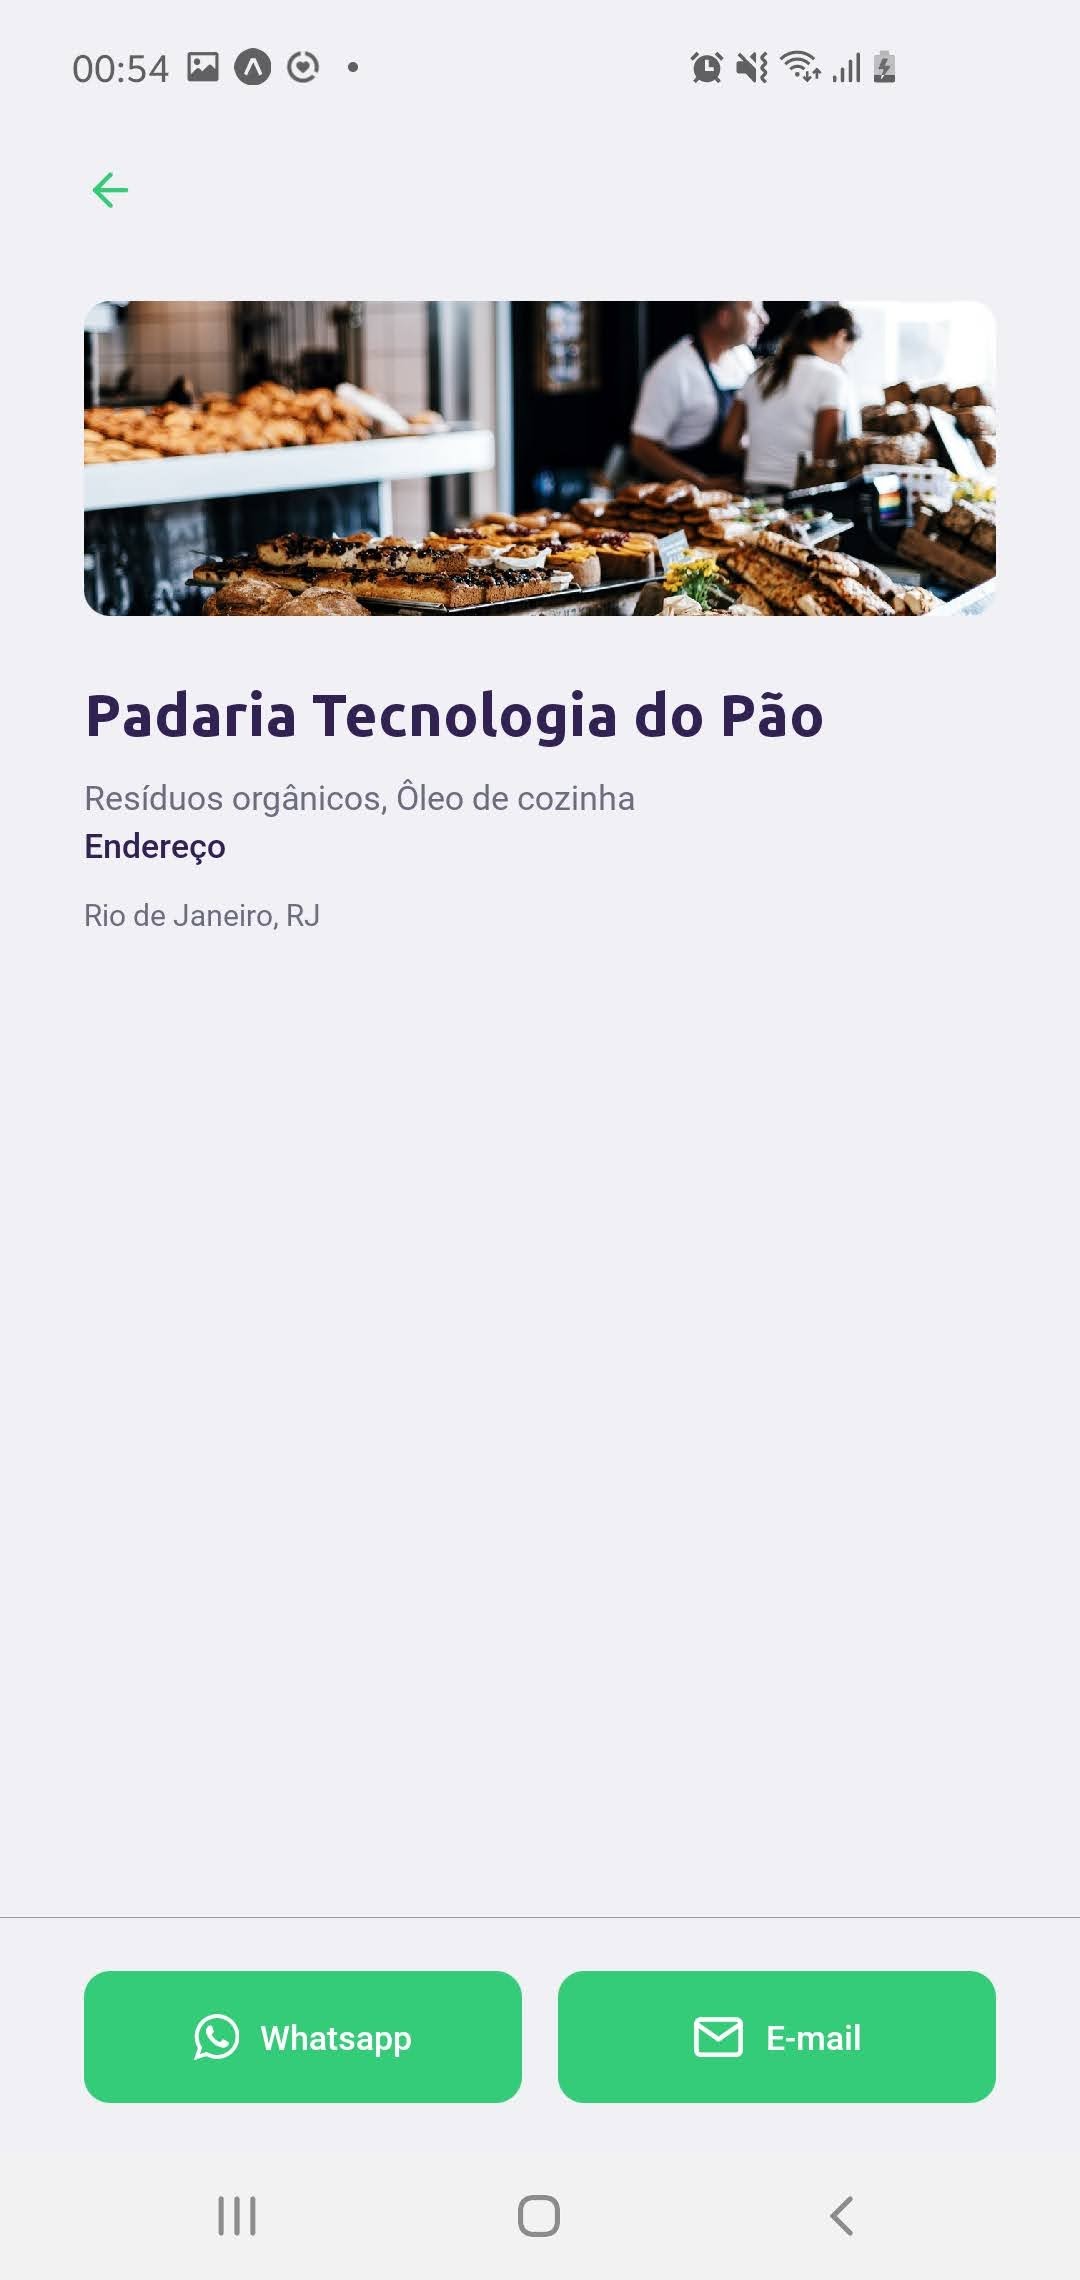 00:54
Padaria Tecnologia do Pão
Resíduos orgânicos, Ôleo de cozinha
Endereço
Rio de Janeiro, RJ
Whatsapp
E-mail